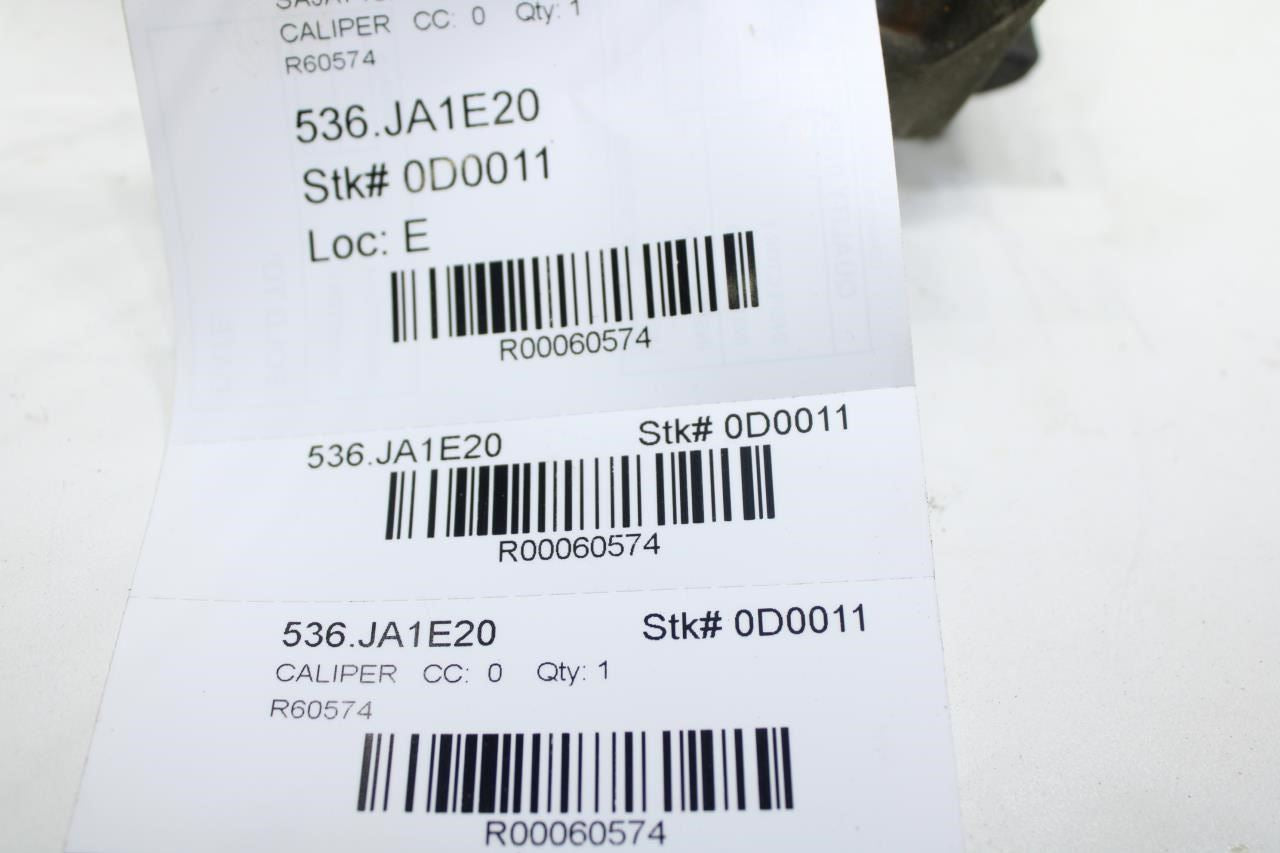 CALIPER CC: 0 Qty: 1
R60574
536.JA1E20
Stk# 0D0011
Loc: E
R00060574
536.JA1E20 Stk# 0D0011
R00060574
536.JA1E20 Stk# 0D0011
CALIPER CC: 0 Qty: 1
R60574
R00060574